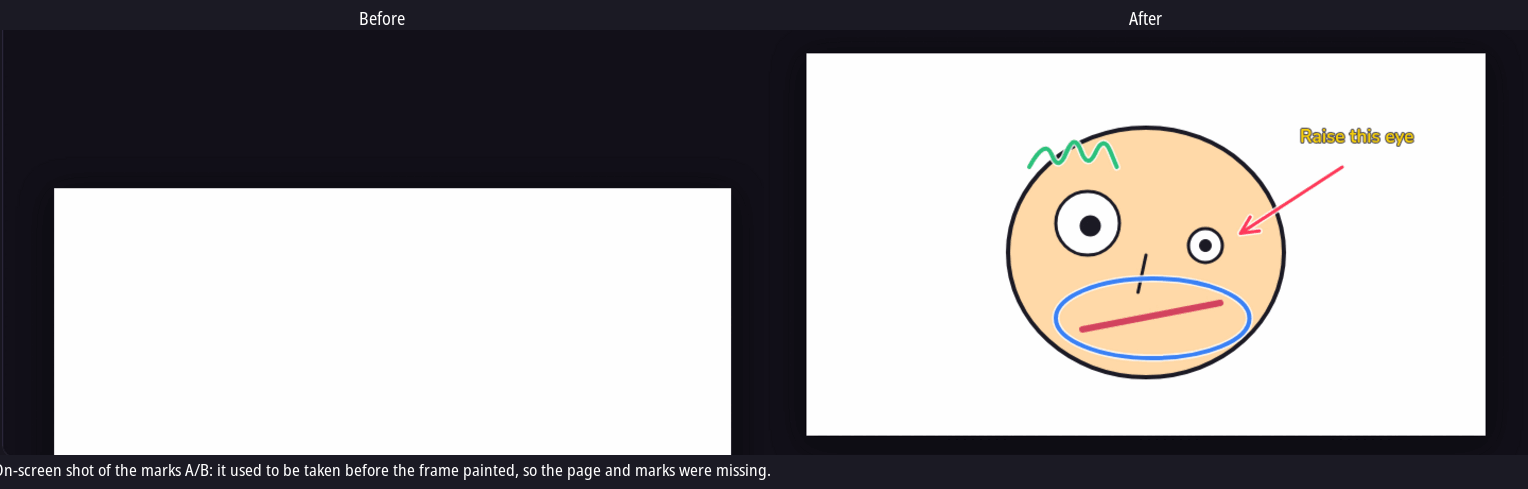 Before
After
Raise this eye
On-screen shot of the marks A/B: it used to be taken before the frame painted, so the page and marks were missing.